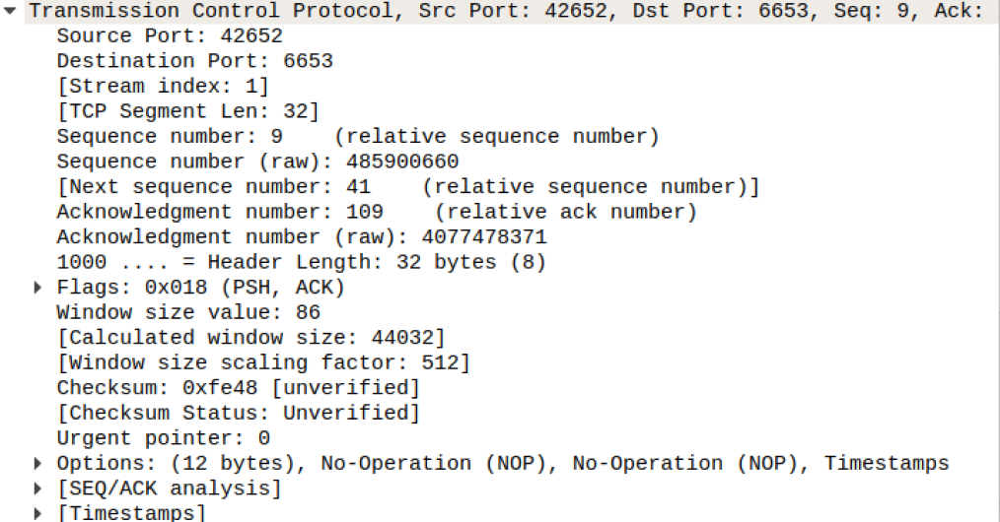 Transmission Control Protocol, Src Port: 42652, Dst Port: 6653, Seq: 9, Ack:
Source Port: 42652
Destination Port: 6653
[Stream index: 1]
[TCP Segment Len: 32]
Sequence number: 9    (relative sequence number)
Sequence number (raw): 485900660
[Next sequence number: 41    (relative sequence number)]
Acknowledgment number: 109    (relative ack number)
Acknowledgment number (raw): 4077478371
1000 .... = Header Length: 32 bytes (8)
Flags: 0x018 (PSH, ACK)
Window size value: 86
[Calculated window size: 44032]
[Window size scaling factor: 512]
Checksum: 0xfe48 [unverified]
[Checksum Status: Unverified]
Urgent pointer: 0
Options: (12 bytes), No-Operation (NOP), No-Operation (NOP), Timestamps
[SEQ/ACK analysis]
[Timestamps]